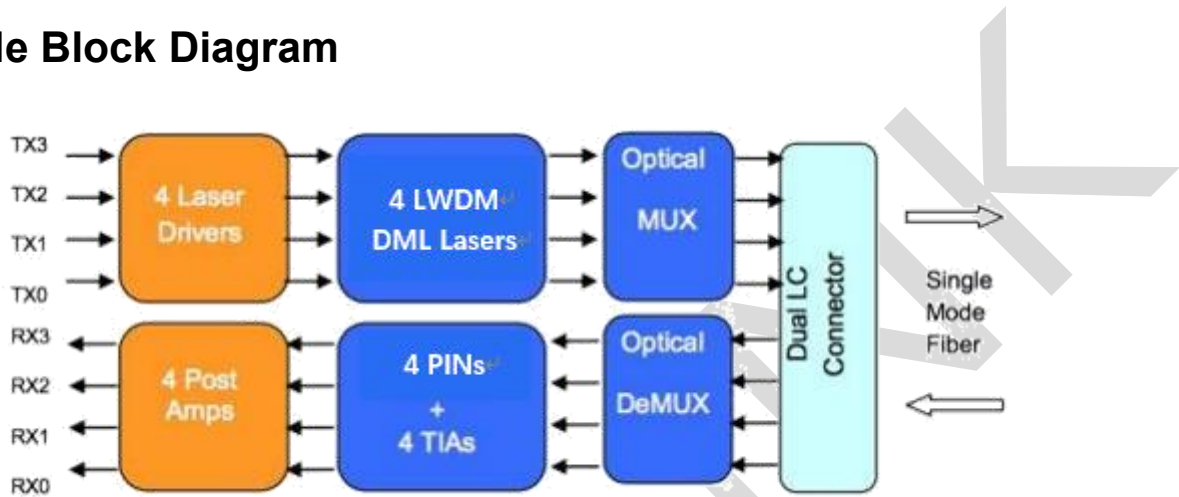 le Block Diagram
TX3
TX2
TX1
TX0
RX3
RX2
RX1
RX0
4 Laser
Drivers
4 LWDM
DML Lasers
Optical
MUX
4 Post
Amps
4 PINs
+
4 TIAs
Optical
DeMUX
Dual LC
Connector
Single
Mode
Fiber